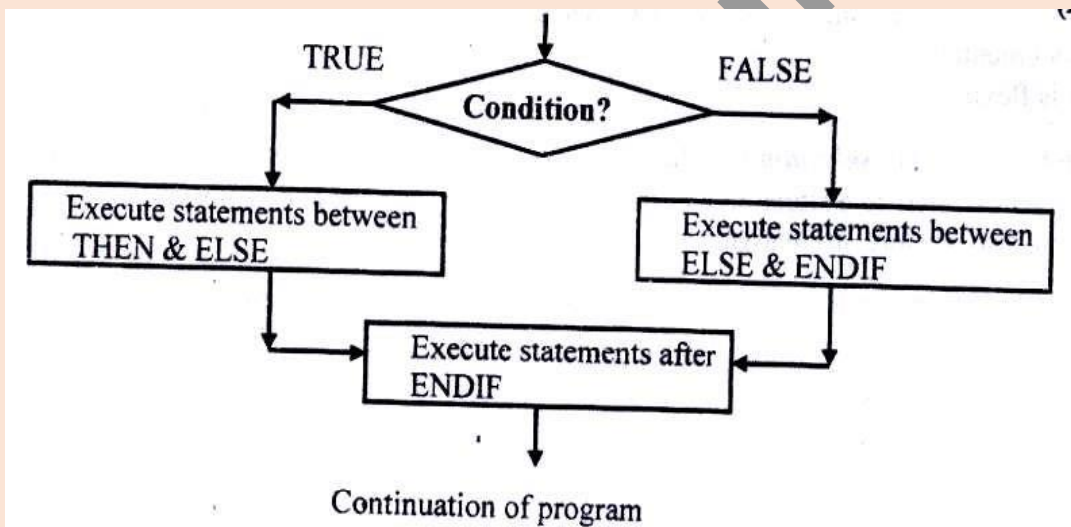 TRUE
FALSE
Condition?
Execute statements between
THEN & ELSE
Execute statements between
ELSE & ENDIF
Execute statements after
ENDIF
Continuation of program